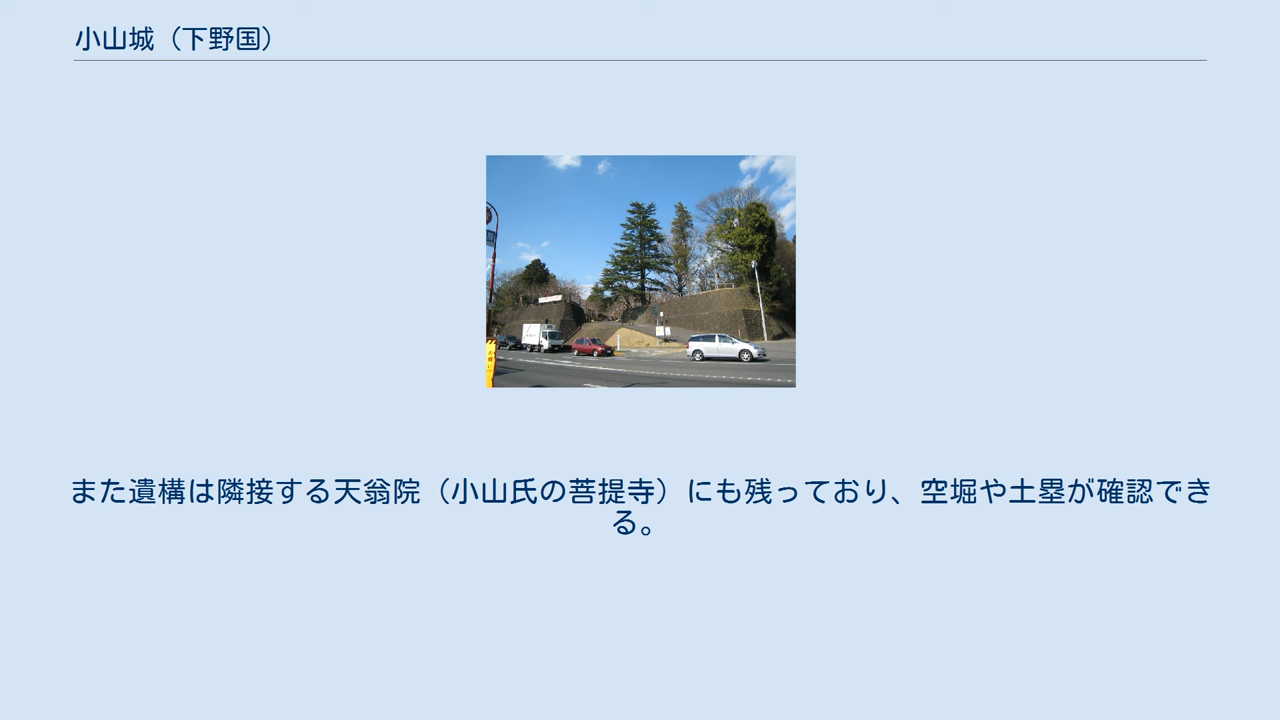 小山城（下野国）
また遺構は隣接する天翁院（小山氏の菩提寺）にも残っており、空堀や土塁が確認でき
る。